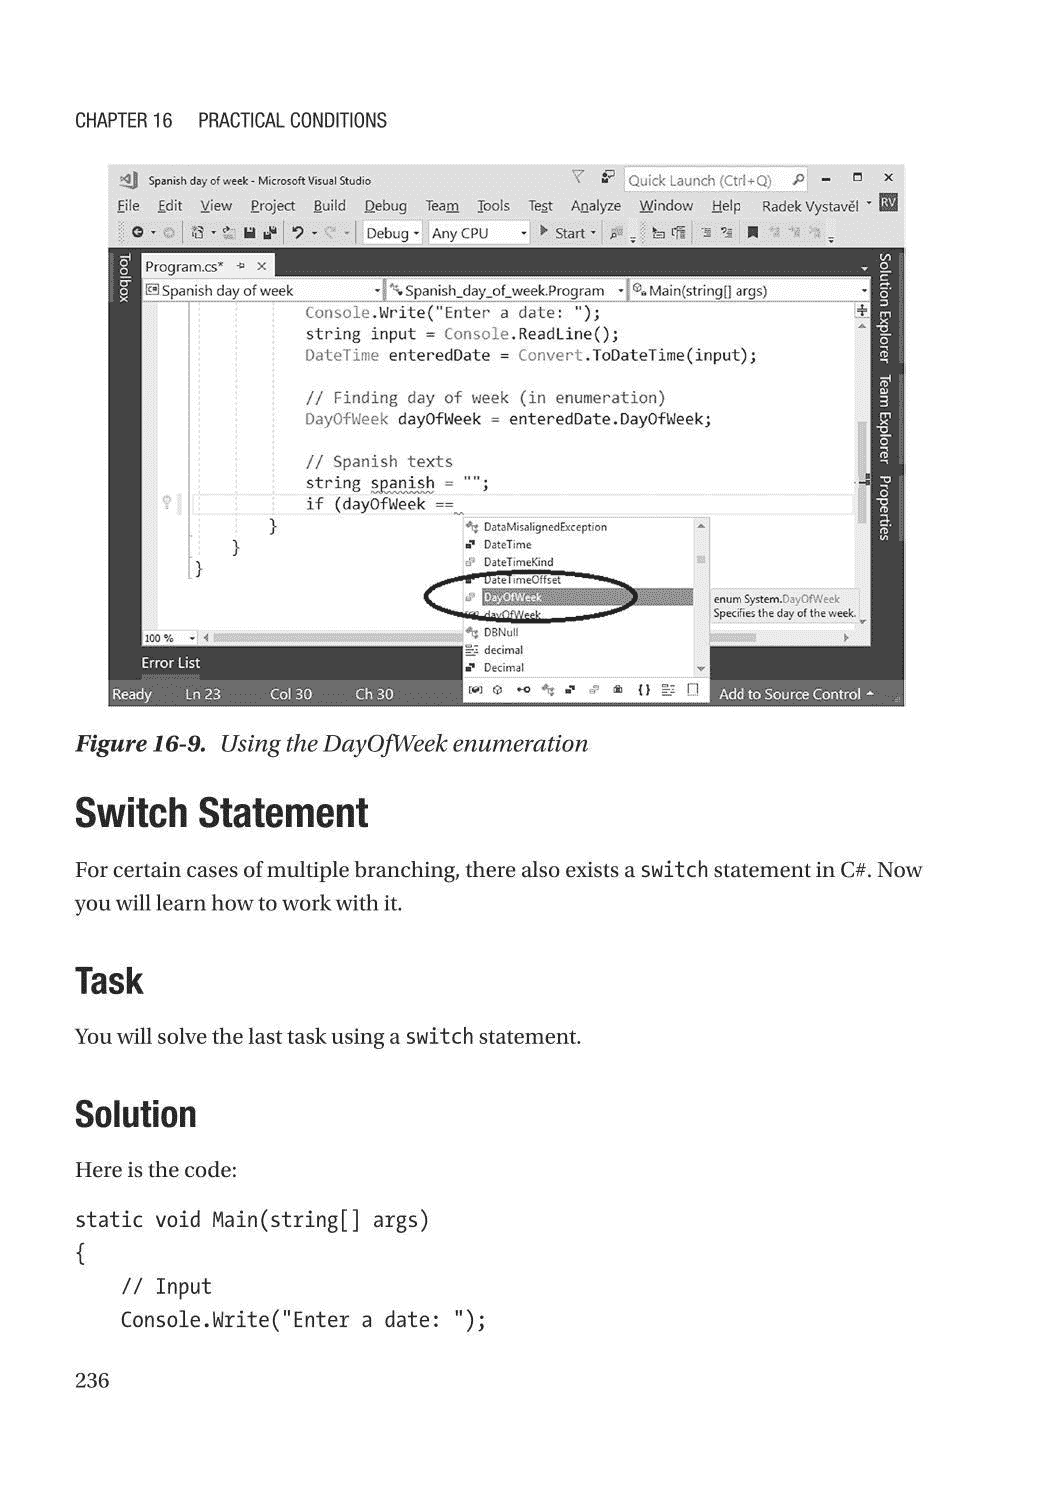 CHAPTER 16 PRACTICAL CONDITIONS
Spanish day of week - Microsoft Visual Studio
Quick Launch (Ctrl+Q)
File Edit View Project Build Debug Team Tools Test Analyze Window Help Radek Vystavěl RV
Debug Any CPU Start
Toolbox
Program.cs*
Solution Explorer
Team Explorer
Properties
C# Spanish day of week Spanish_day_of_week.Program Main(string[] args)
Console.Write("Enter a date: ");
string input = Console.ReadLine();
DateTime enteredDate = Convert.ToDateTime(input);
// Finding day of week (in enumeration)
DayOfWeek dayOfWeek = enteredDate.DayOfWeek;
// Spanish texts
string spanish = "";
if (dayOfWeek ==
}
}
}
DataMisalignedException
DateTime
DateTimeKind
DateTimeOffset
DayOfWeek
dayOfWeek
DBNull
decimal
Decimal
enum System.DayOfWeek
Specifies the day of the week.
100 %
Error List
Ready Ln 23 Col 30 Ch 30 Add to Source Control
Figure 16-9. Using the DayOfWeek enumeration
Switch Statement
For certain cases of multiple branching, there also exists a switch statement in C#. Now
you will learn how to work with it.
Task
You will solve the last task using a switch statement.
Solution
Here is the code:
static void Main(string[] args)
{
// Input
Console.Write("Enter a date: ");
236